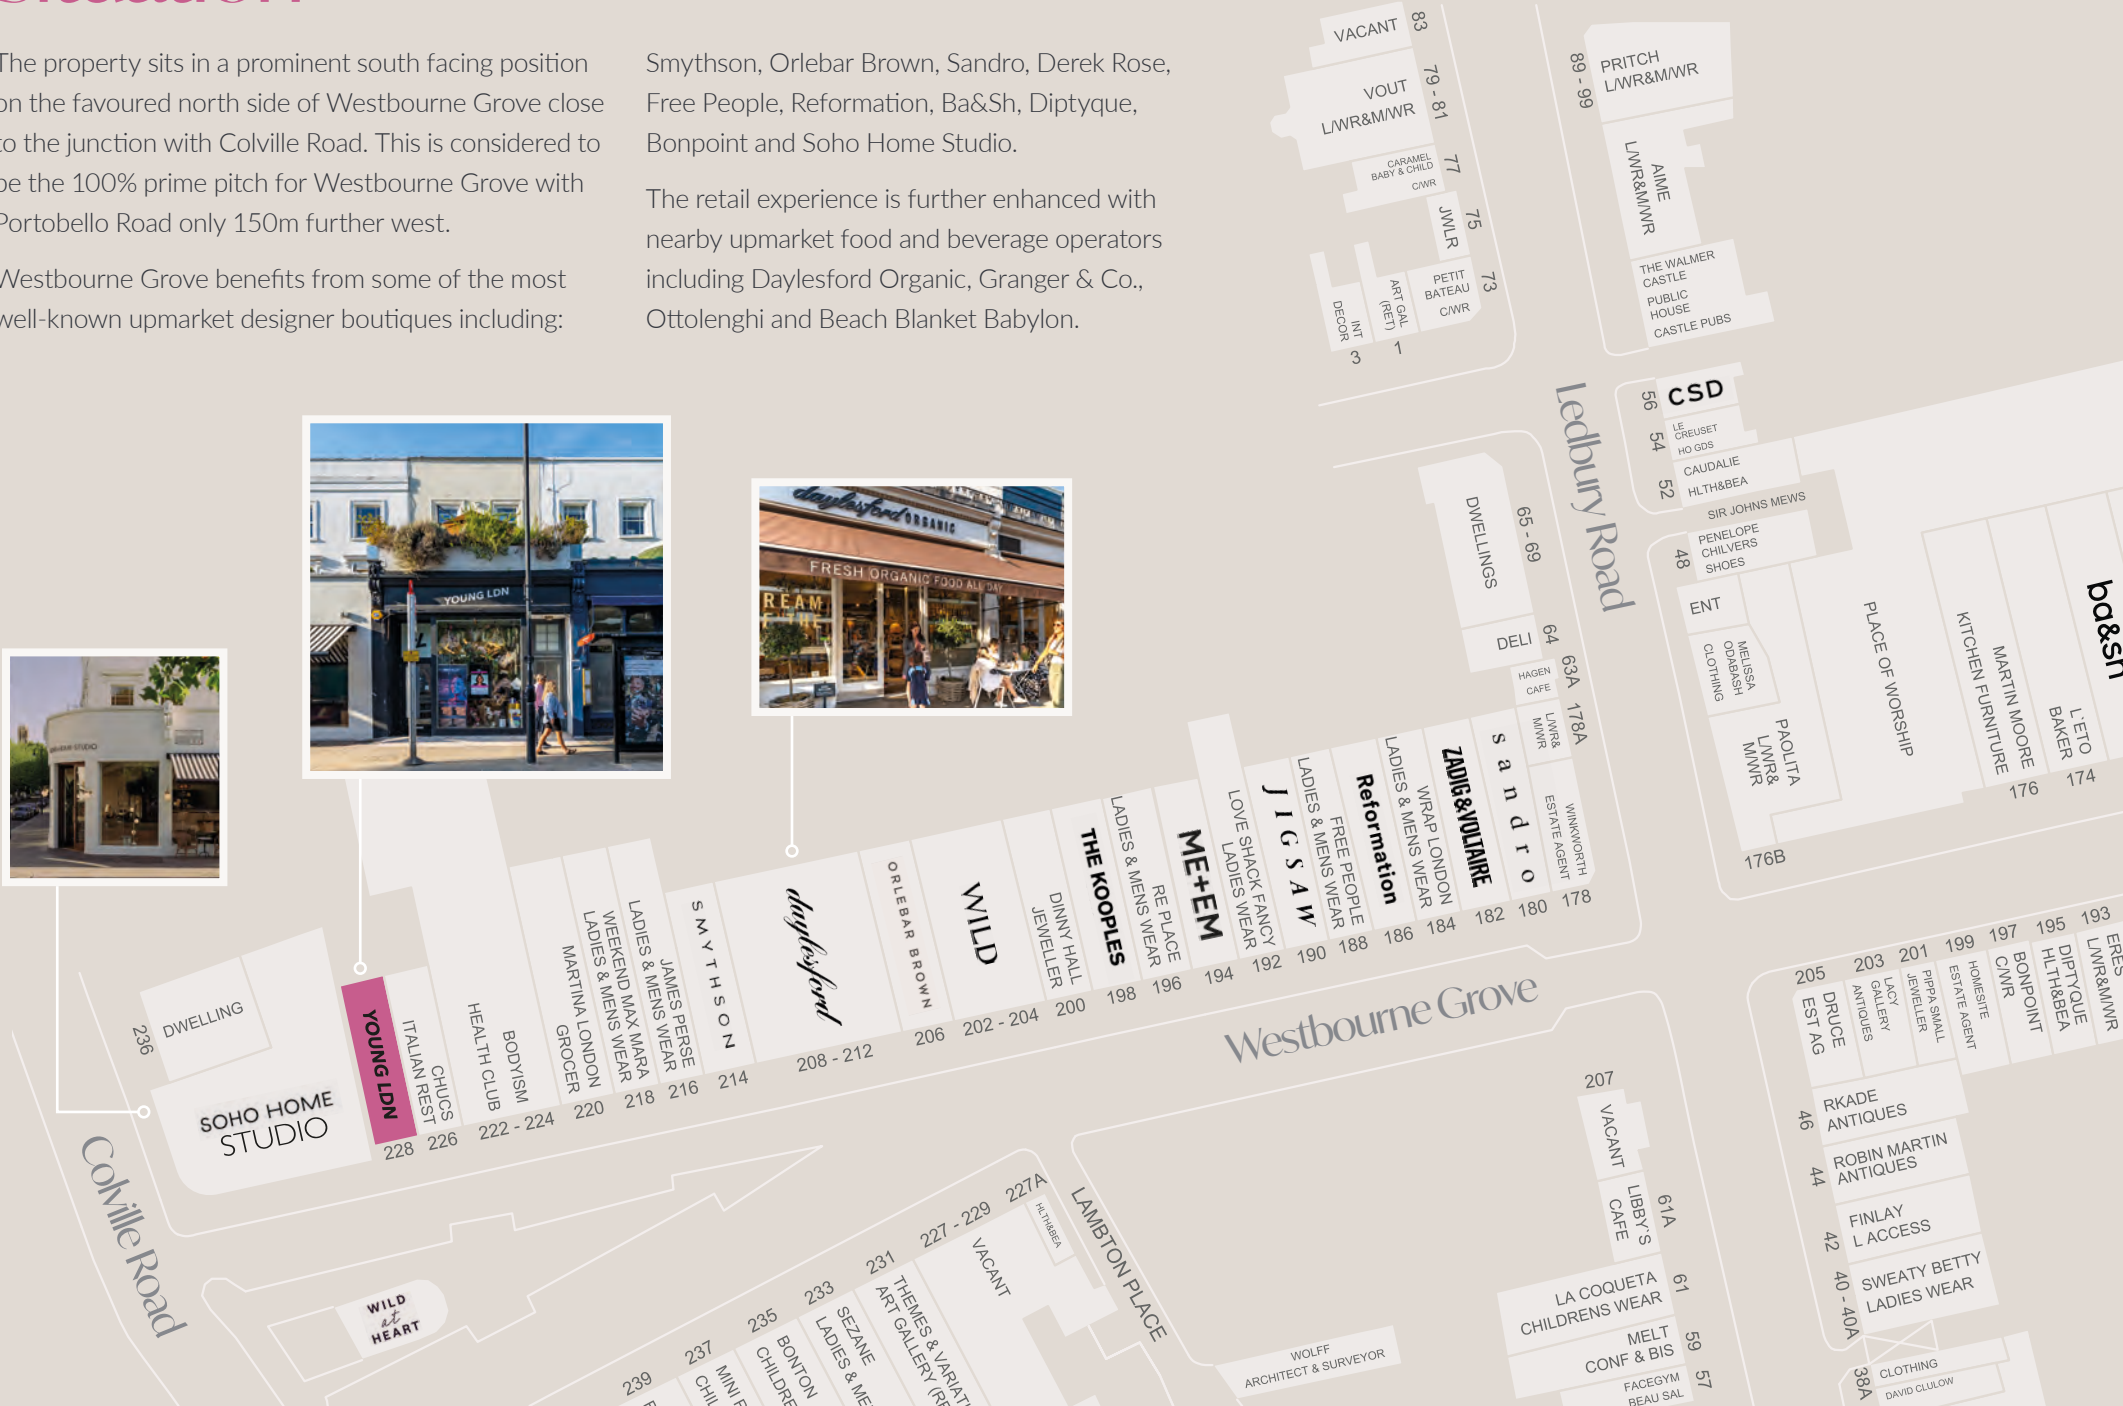 The property sits in a prominent south facing position
on the favoured north side of Westbourne Grove close
to the junction with Colville Road. This is considered to
be the 100% prime pitch for Westbourne Grove with
Portobello Road only 150m further west.
Westbourne Grove benefits from some of the most
well-known upmarket designer boutiques including:
Smythson, Orlebar Brown, Sandro, Derek Rose,
Free People, Reformation, Ba&Sh, Diptyque,
Bonpoint and Soho Home Studio.
The retail experience is further enhanced with
nearby upmarket food and beverage operators
including Daylesford Organic, Granger & Co.,
Ottolenghi and Beach Blanket Babylon.
VACANT
83
VOUT
L/WR&M/WR
79 - 81
CARAMEL
BABY & CHILD
C/WR
77
JWLR
75
PETIT
BATEAU
C/WR
73
ART GAL
(RET)
1
INT
DECOR
3
89 - 99
PRITCH
L/WR&M/WR
AIME
L/WR&M/WR
THE WALMER
CASTLE
PUBLIC
HOUSE
CASTLE PUBS
Ledbury Road
56
CSD
54
LE
CREUSET
HO GDS
52
CAUDALIE
HLTH&BEA
SIR JOHNS MEWS
48
PENELOPE
CHILVERS
SHOES
ENT
MELISSA
ODABASH
CLOTHING
PAOLITA
L/WR&
M/WR
176B
PLACE OF WORSHIP
MARTIN MOORE
KITCHEN FURNITURE
176
L'ETO
BAKER
174
ba&sh
DWELLINGS
65 - 69
DELI
64
HAGEN
CAFE
63A
L/WR&
M/WR
178A
daylesford ORGANIC
FRESH ORGANIC FOOD ALL DAY
YOUNG LDN
236
DWELLING
SOHO HOME
STUDIO
YOUNG LDN
228
CHUCS
ITALIAN REST
226
BODYISM
HEALTH CLUB
222 - 224
MARTINA LONDON
GROCER
220
WEEKEND MAX MARA
LADIES & MENS WEAR
218
JAMES PERSE
LADIES & MENS WEAR
216
SMYTHSON
214
daylesford
208 - 212
ORLEBAR BROWN
206
WILD
202 - 204
DINNY HALL
JEWELLER
200
THE KOOPLES
198
RE PLACE
LADIES & MENS WEAR
196
ME+EM
194
LOVE SHACK FANCY
LADIES WEAR
192
JIGSAW
190
FREE PEOPLE
LADIES & MENS WEAR
188
Reformation
186
WRAP LONDON
LADIES & MENS WEAR
184
ZADIG&VOLTAIRE
182
sandro
180
WINKWORTH
ESTATE AGENT
178
Westbourne Grove
Colville Road
WILD
at
HEART
LAMBTON PLACE
227A
HLTH&BEA
227 - 229
VACANT
231
THEMES & VARIAT
ART GALLERY (RE
233
SEZANE
LADIES & ME
235
BONTON
CHILDRE
237
MINI
CHIL
239
205
DRUCE
EST AG
203
LACY
GALLERY
ANTIQUES
201
PIPPA SMALL
JEWELLER
199
HOMESITE
ESTATE AGENT
197
BONPOINT
C/WR
195
DIPTYQUE
HLTH&BEA
193
ERES
L/WR&M/WR
46
RKADE
ANTIQUES
44
ROBIN MARTIN
ANTIQUES
42
FINLAY
L ACCESS
40 - 40A
SWEATY BETTY
LADIES WEAR
38A
CLOTHING
DAVID CLULOW
207
VACANT
LIBBY'S
CAFE
61A
LA COQUETA
CHILDRENS WEAR
61
MELT
CONF & BIS
59
FACEGYM
BEAU SAL
57
WOLFF
ARCHITECT & SURVEYOR